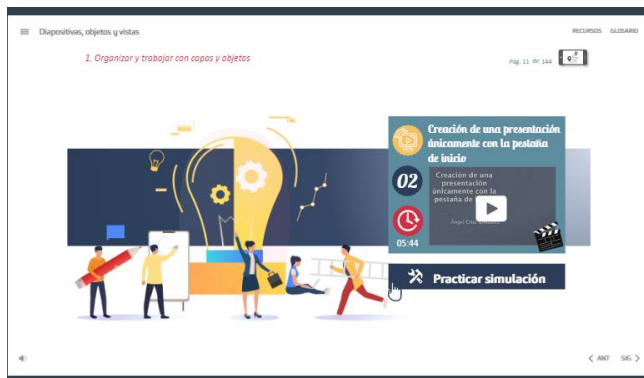 Diapositivas, objetos y vistas
RECURSOS GLOSARIO
1. Organizar y trabajar con capas y objetos
Pág. 11 de 144
Creación de una presentación
únicamente con la pestaña
de inicio
02
Creación de una
presentación
únicamente con la
pestaña de
Ángel Cruz
05:44
Practicar simulación
ANT SIG